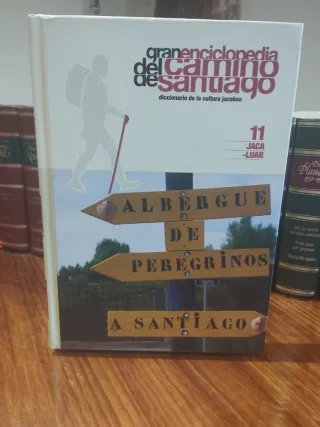 gran enciclopedia
del camino
de santiago
diccionario de la cultura jacobea
11
JACA
-LUAR
ALBERGUE
DE
PEREGRINOS
A SANTIAGO